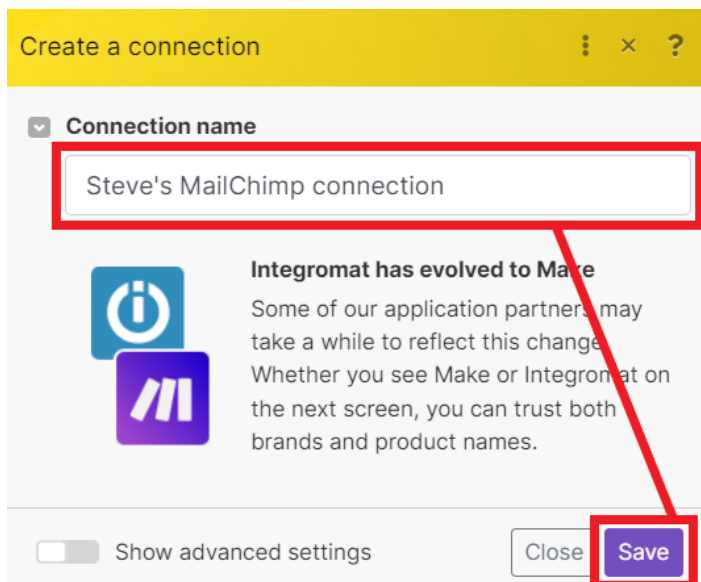 Create a connection
Connection name
Steve's MailChimp connection
Integromat has evolved to Make
Some of our application partners may
take a while to reflect this change.
Whether you see Make or Integromat on
the next screen, you can trust both
brands and product names.
Show advanced settings
Close
Save